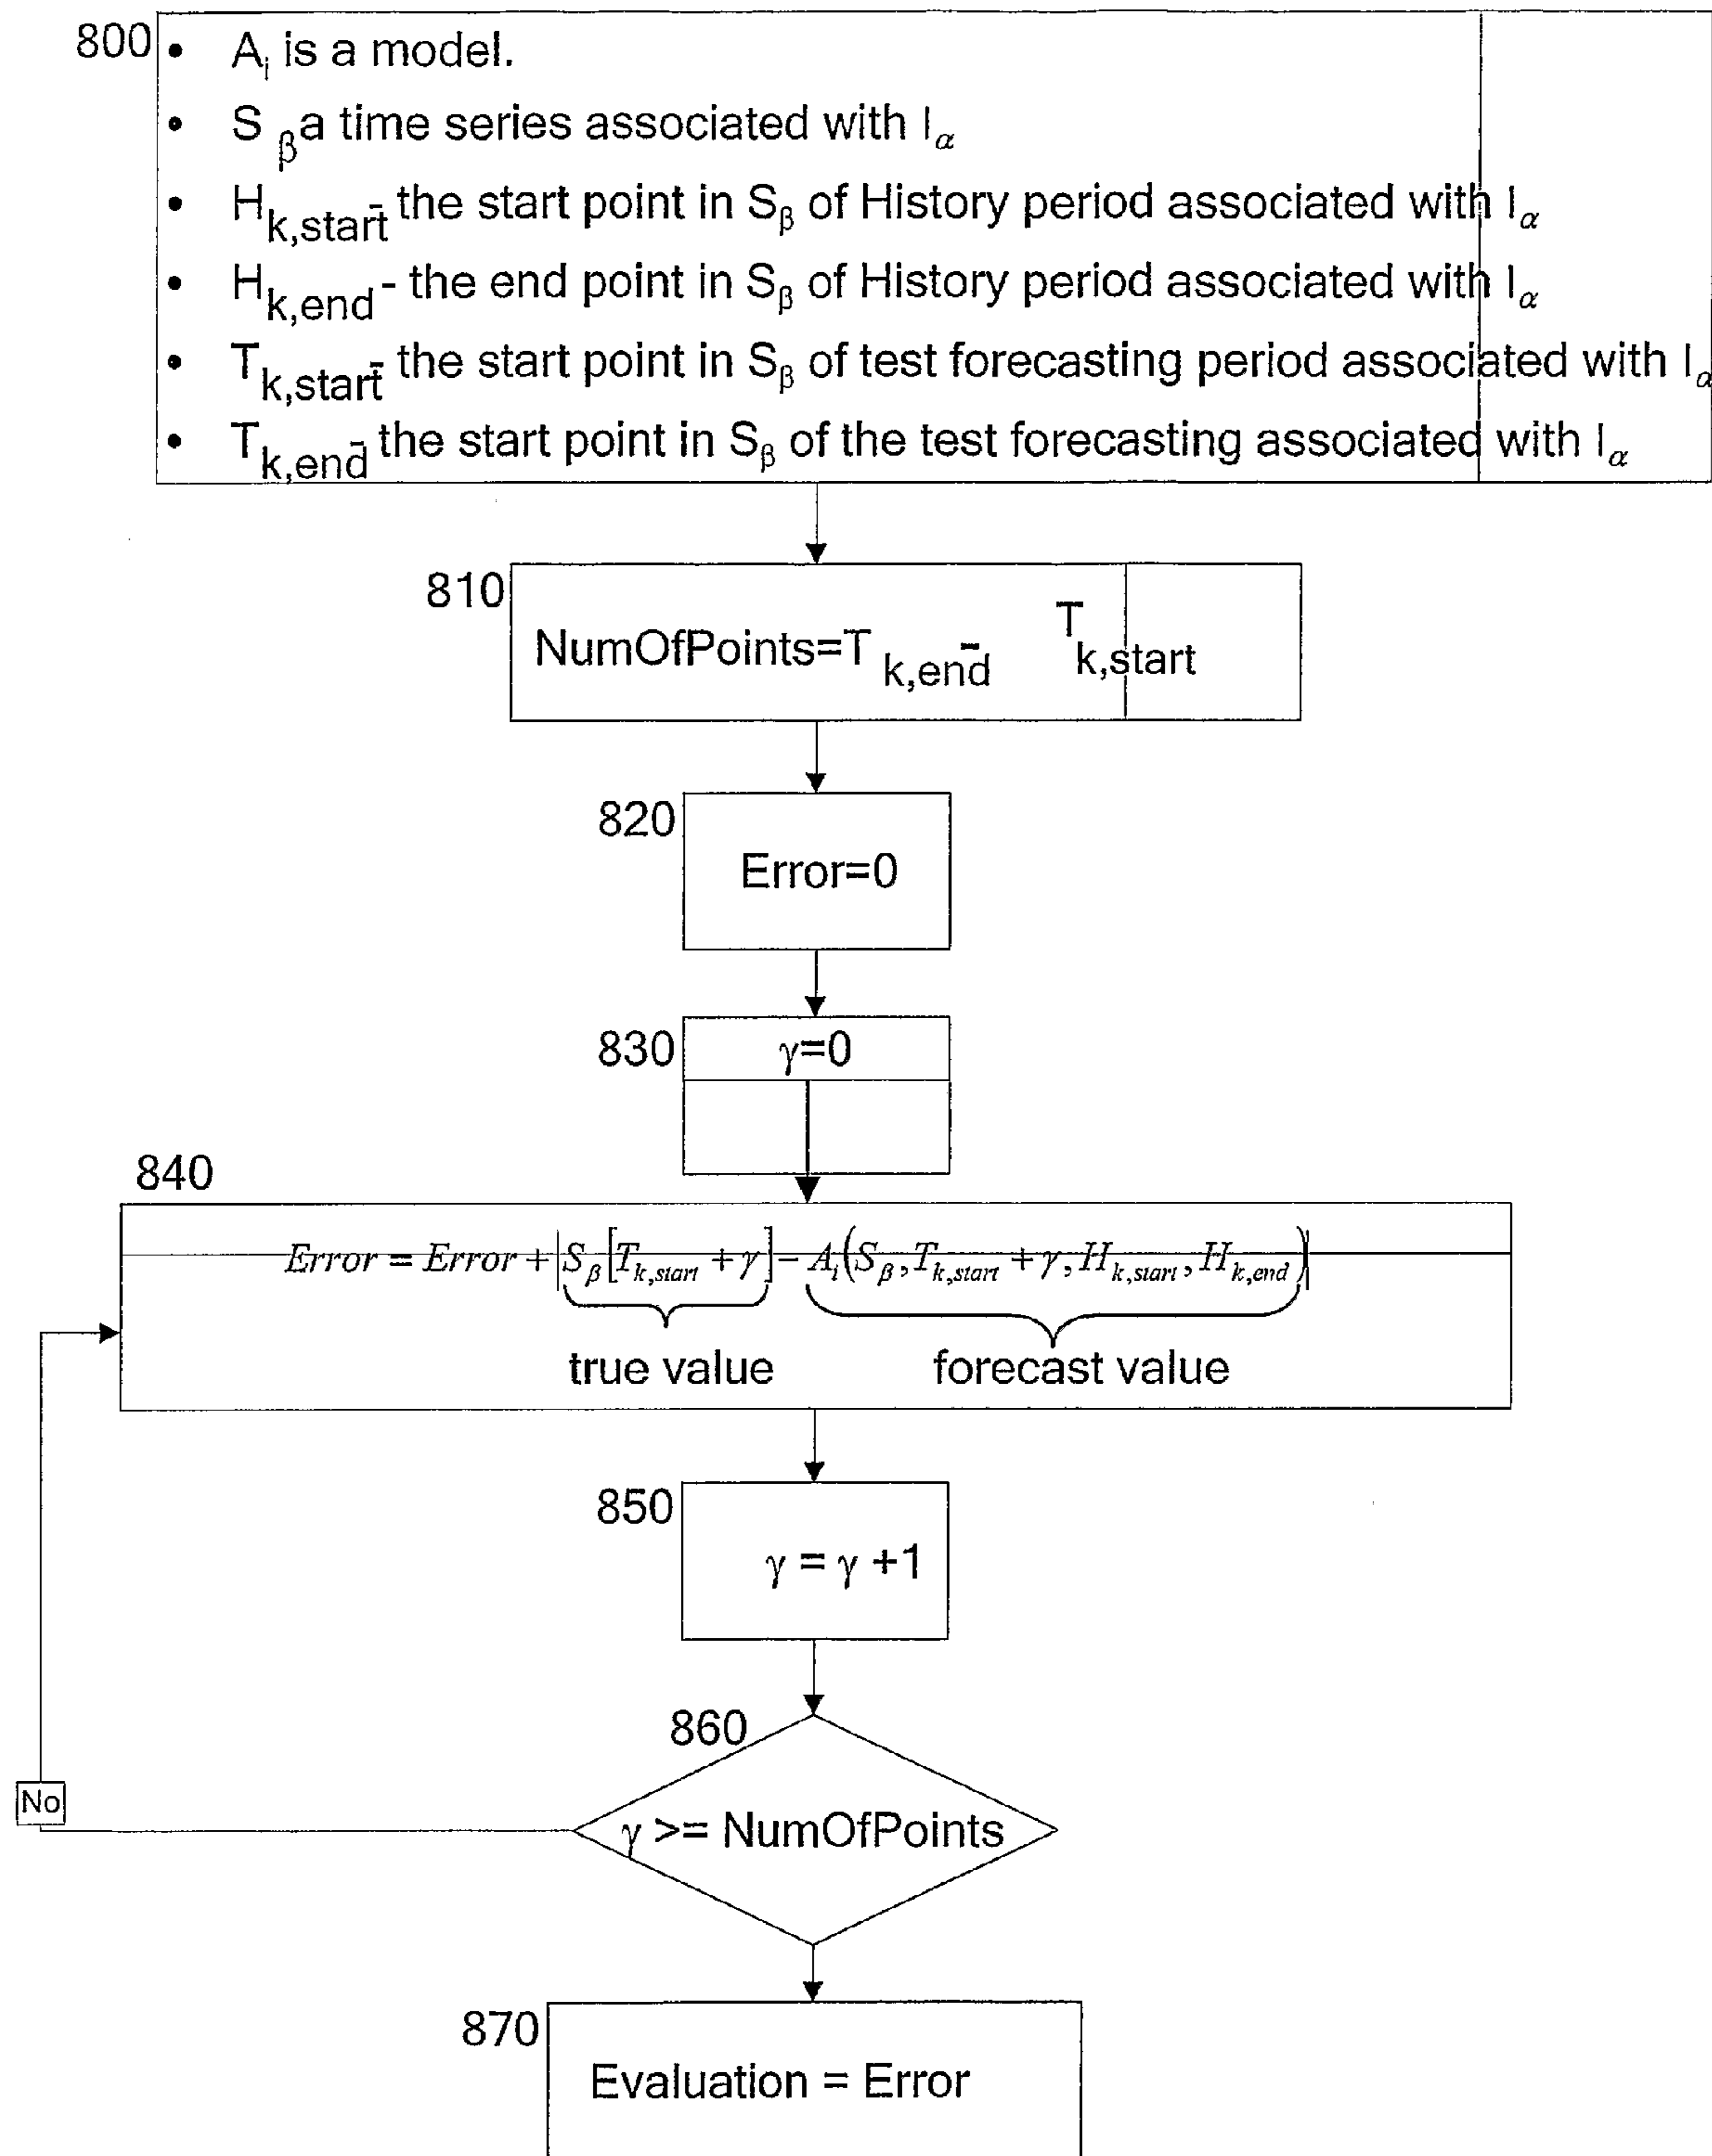 800
• A_i is a model.
• S_β a time series associated with I_α
• H_k,start - the start point in S_β of History period associated with I_α
• H_k,end - the end point in S_β of History period associated with I_α
• T_k,start - the start point in S_β of test forecasting period associated with I_α
• T_k,end - the start point in S_β of the test forecasting associated with I_α
810
NumOfPoints=T_k,end - T_k,start
820
Error=0
830
γ=0
840
Error = Error + |S_β[T_k,start + γ] - A_i(S_β, T_k,start + γ, H_k,start, H_k,end)|
true value forecast value
850
γ = γ +1
860
No
γ >= NumOfPoints
870
Evaluation = Error